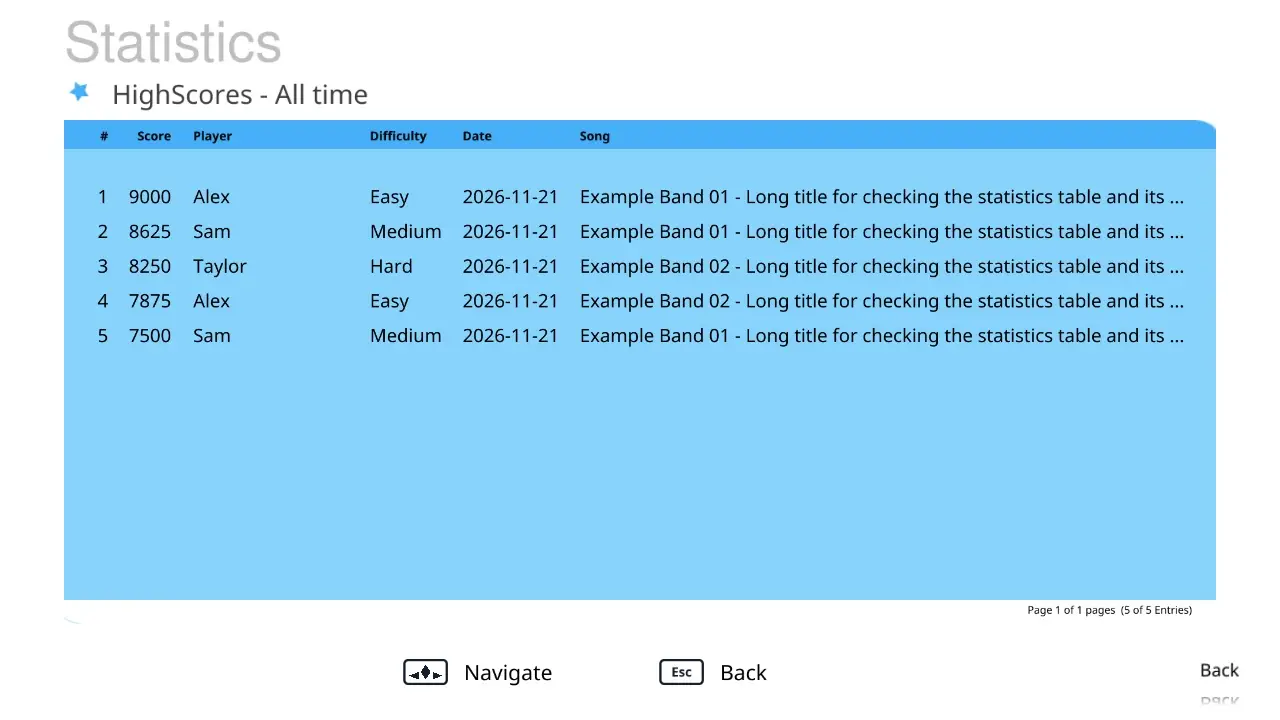 Statistics
HighScores - All time
# Score Player Difficulty Date Song
1 9000 Alex Easy 2026-11-21 Example Band 01 - Long title for checking the statistics table and its ...
2 8625 Sam Medium 2026-11-21 Example Band 01 - Long title for checking the statistics table and its ...
3 8250 Taylor Hard 2026-11-21 Example Band 02 - Long title for checking the statistics table and its ...
4 7875 Alex Easy 2026-11-21 Example Band 02 - Long title for checking the statistics table and its ...
5 7500 Sam Medium 2026-11-21 Example Band 01 - Long title for checking the statistics table and its ...
Page 1 of 1 pages (5 of 5 Entries)
Navigate Esc Back Back